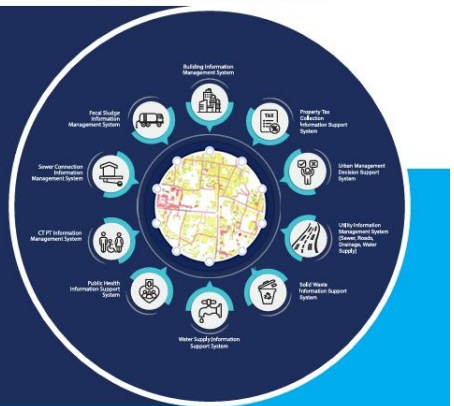 Building Information
Management System
Property Tax
Collection
Information Support
System
TAX
Urban Management
Decision Support
System
Utility Information
Management System
(Sewer, Roads,
Drainage, Water
Supply)
Solid Waste
Information Support
System
Water Supply Information
Support System
Public Health
Information Support
System
CT PT Information
Management System
Sewer Connection
Information
Management System
Fecal Sludge
Information
Management System